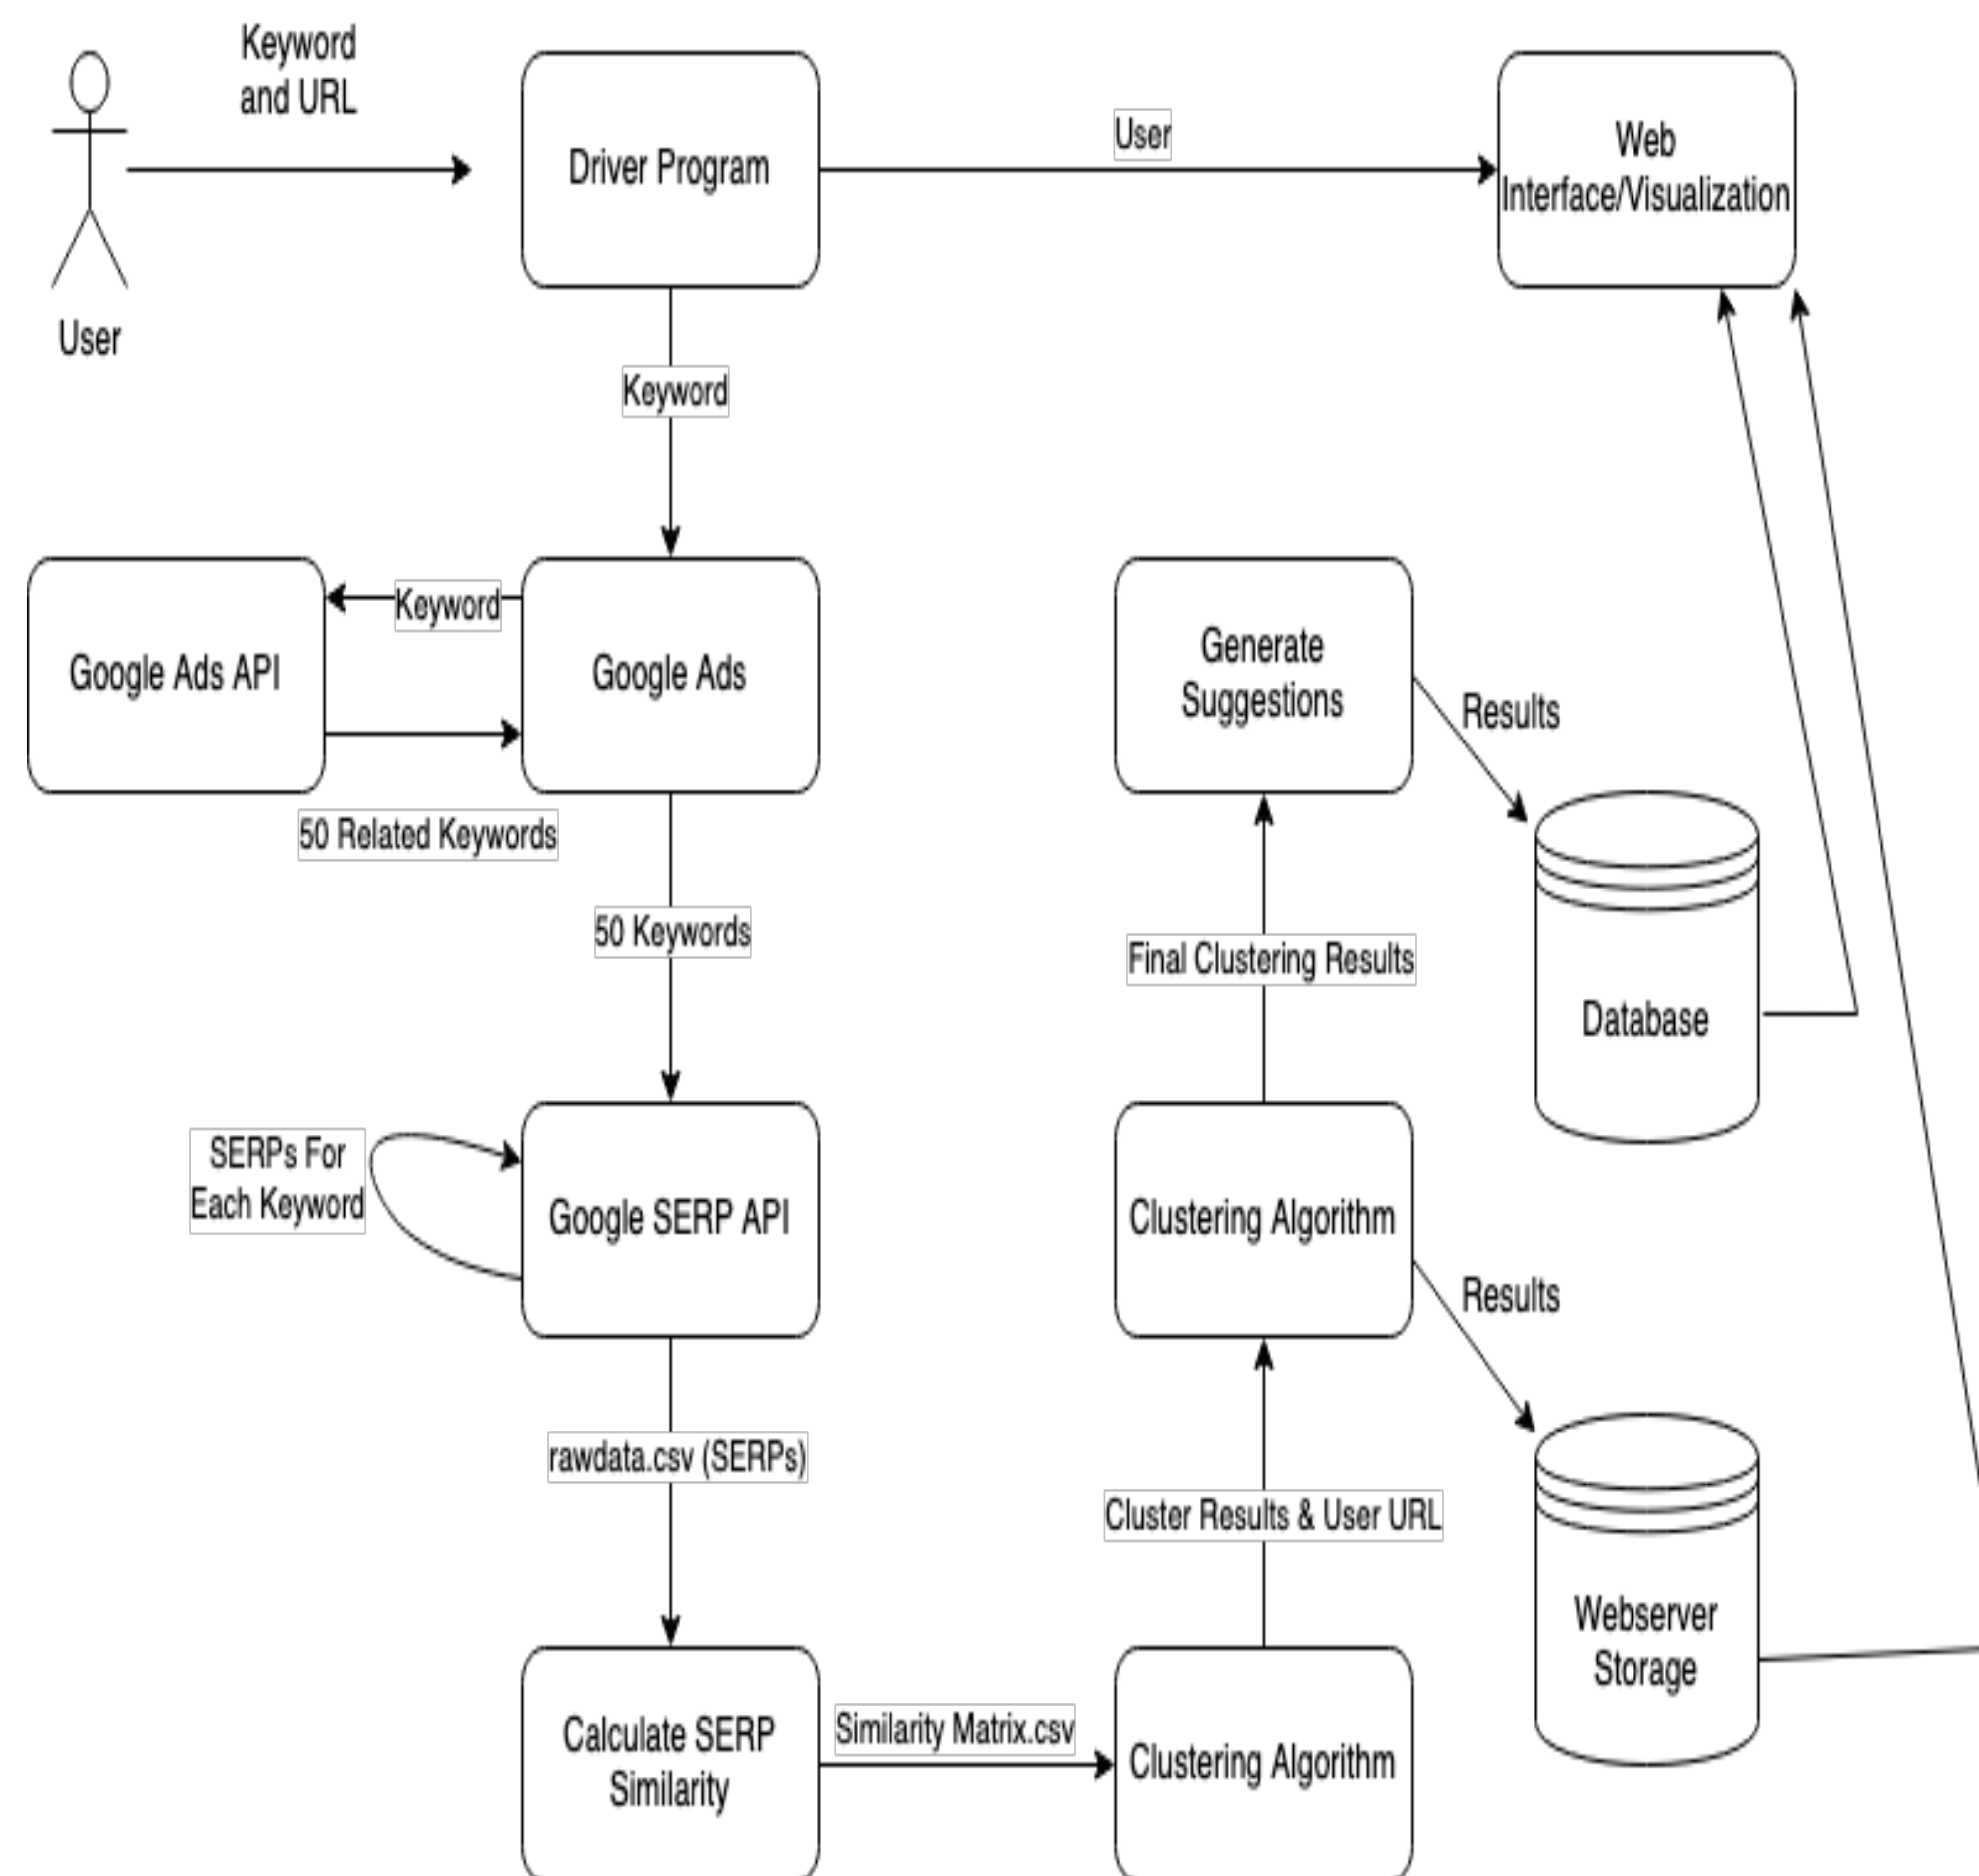 Keyword
and URL
User
Driver Program
User
Web
Interface/Visualization
Keyword
Google Ads API
Keyword
Google Ads
50 Related Keywords
Generate
Suggestions
Results
50 Keywords
Final Clustering Results
Database
SERPs For
Each Keyword
Google SERP API
Clustering Algorithm
Results
rawdata.csv (SERPs)
Cluster Results & User URL
Webserver
Storage
Calculate SERP
Similarity
Similarity Matrix.csv
Clustering Algorithm